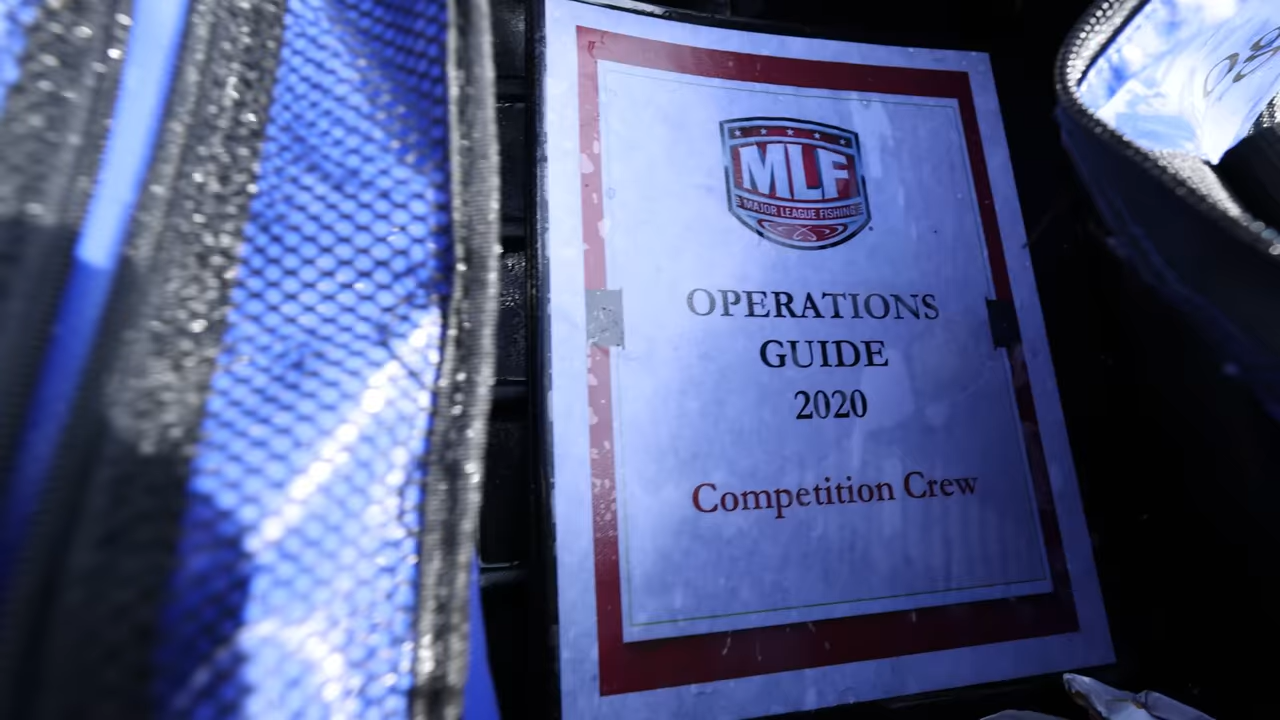 MLF
MAJOR LEAGUE FISHING
OPERATIONS
GUIDE
2020
Competition Crew